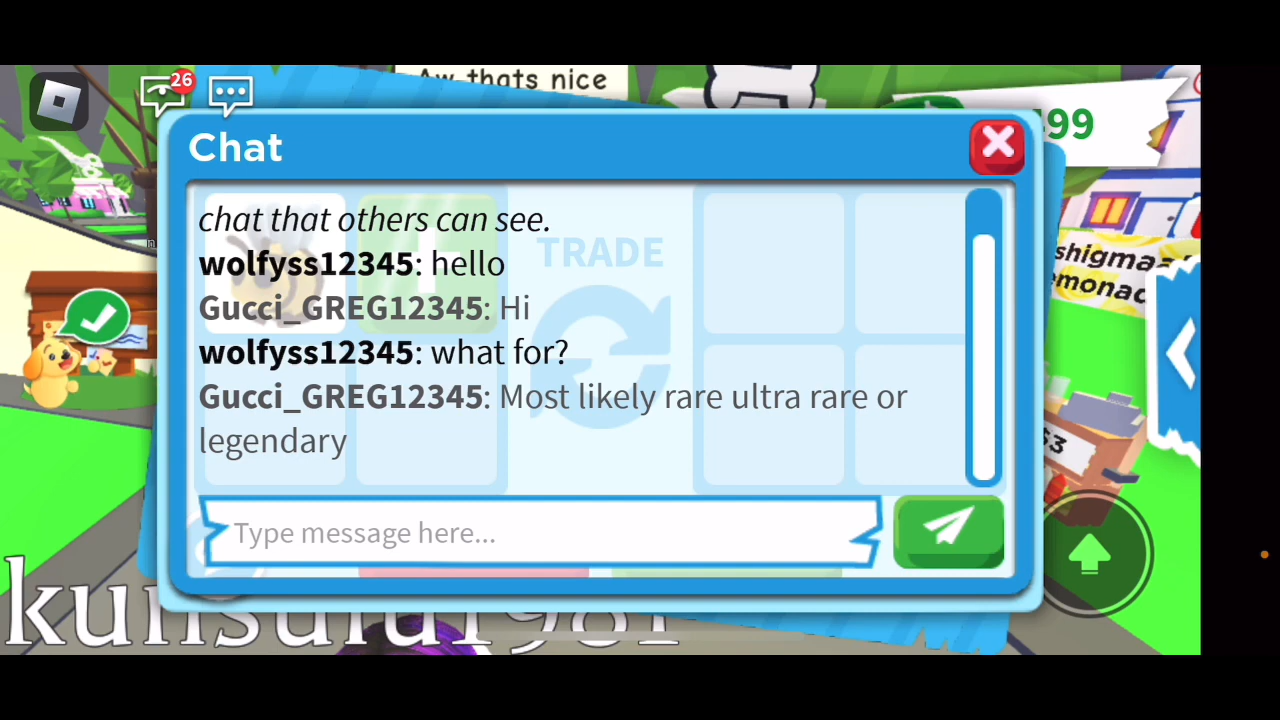 Aw thats nice
26
99
Chat
chat that others can see.
TRADE
wolfyss12345: hello
Gucci_GREG12345: Hi
wolfyss12345: what for?
Gucci_GREG12345: Most likely rare ultra rare or
legendary
$3
Type message here...